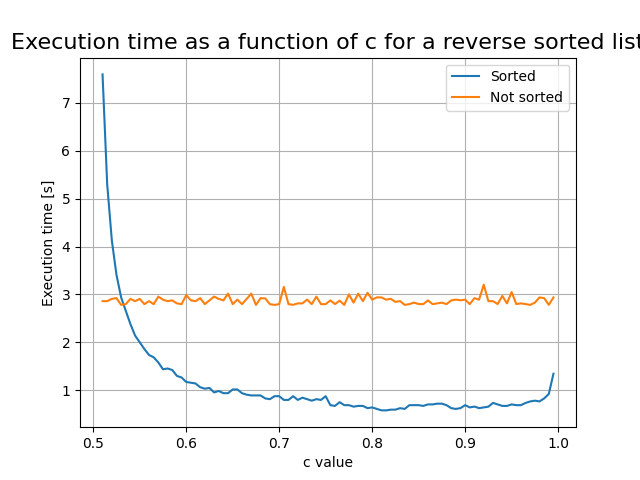 Execution time as a function of c for a reverse sorted list
Sorted
Not sorted
7
6
5
4
3
2
1
Execution time [s]
0.5 0.6 0.7 0.8 0.9 1.0
c value